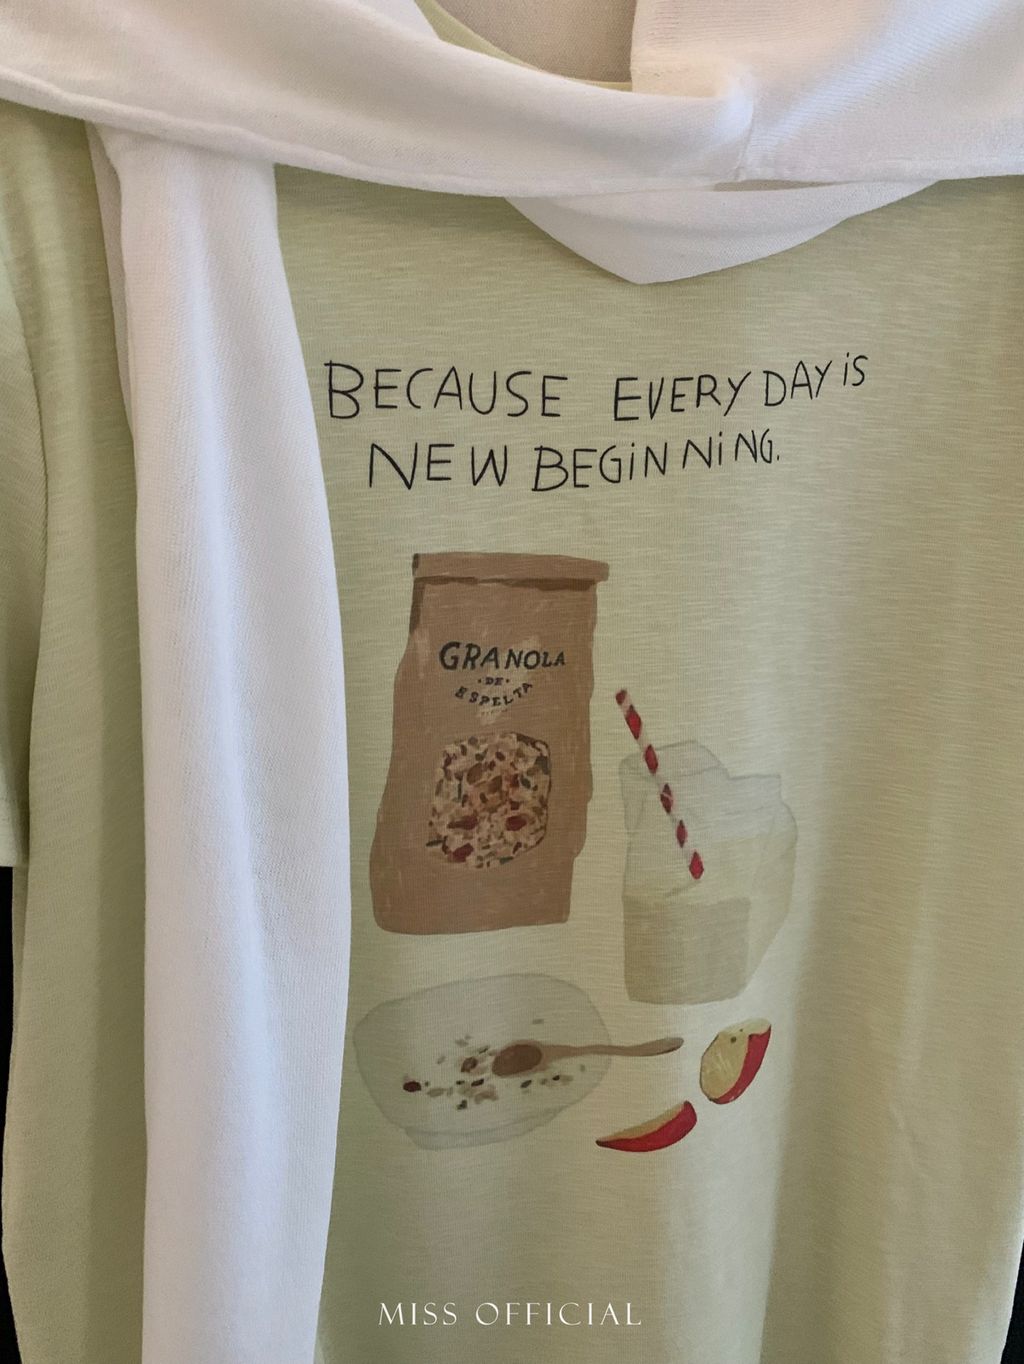 BECAUSE EVERY DAY iS
NEW BEGiNNiNG.
GRANOLA
·DE·
ESPELTA
MISS OFFICIAL